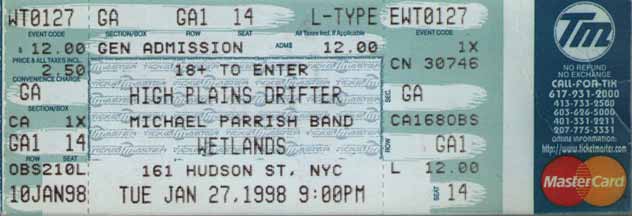 WT0127 GA GA1 14 L-TYPE EWT0127
EVENT CODE SECTION/BOX ROW SEAT EVENT CODE
$ 12.00 GEN ADMISSION ADM$ 12.00 1X
PRICE & ALL TAXES INCL. All Taxes Incl. If Applicable
2.50 18+ TO ENTER CN 30746
CONVENIENCE CHARGE
GA HIGH PLAINS DRIFTER SEC. GA
SECTION/BOX
CA 1X MICHAEL PARRISH BAND CA1680BS
GA1 14 WETLANDS ROW GA1
ROW SEAT
OBS210L 161 HUDSON ST, NYC L 12.00
10JAN98 TUE JAN 27,1998 9:00PM SEAT 14
TM
NO REFUND
NO EXCHANGE
CALL-FOR-TIX
617-931-2000
413-733-2500
603-626-5000
401-331-2211
207-775-3331
ONLINE INFORMATION:
http://www.ticketmaster.com
MasterCard